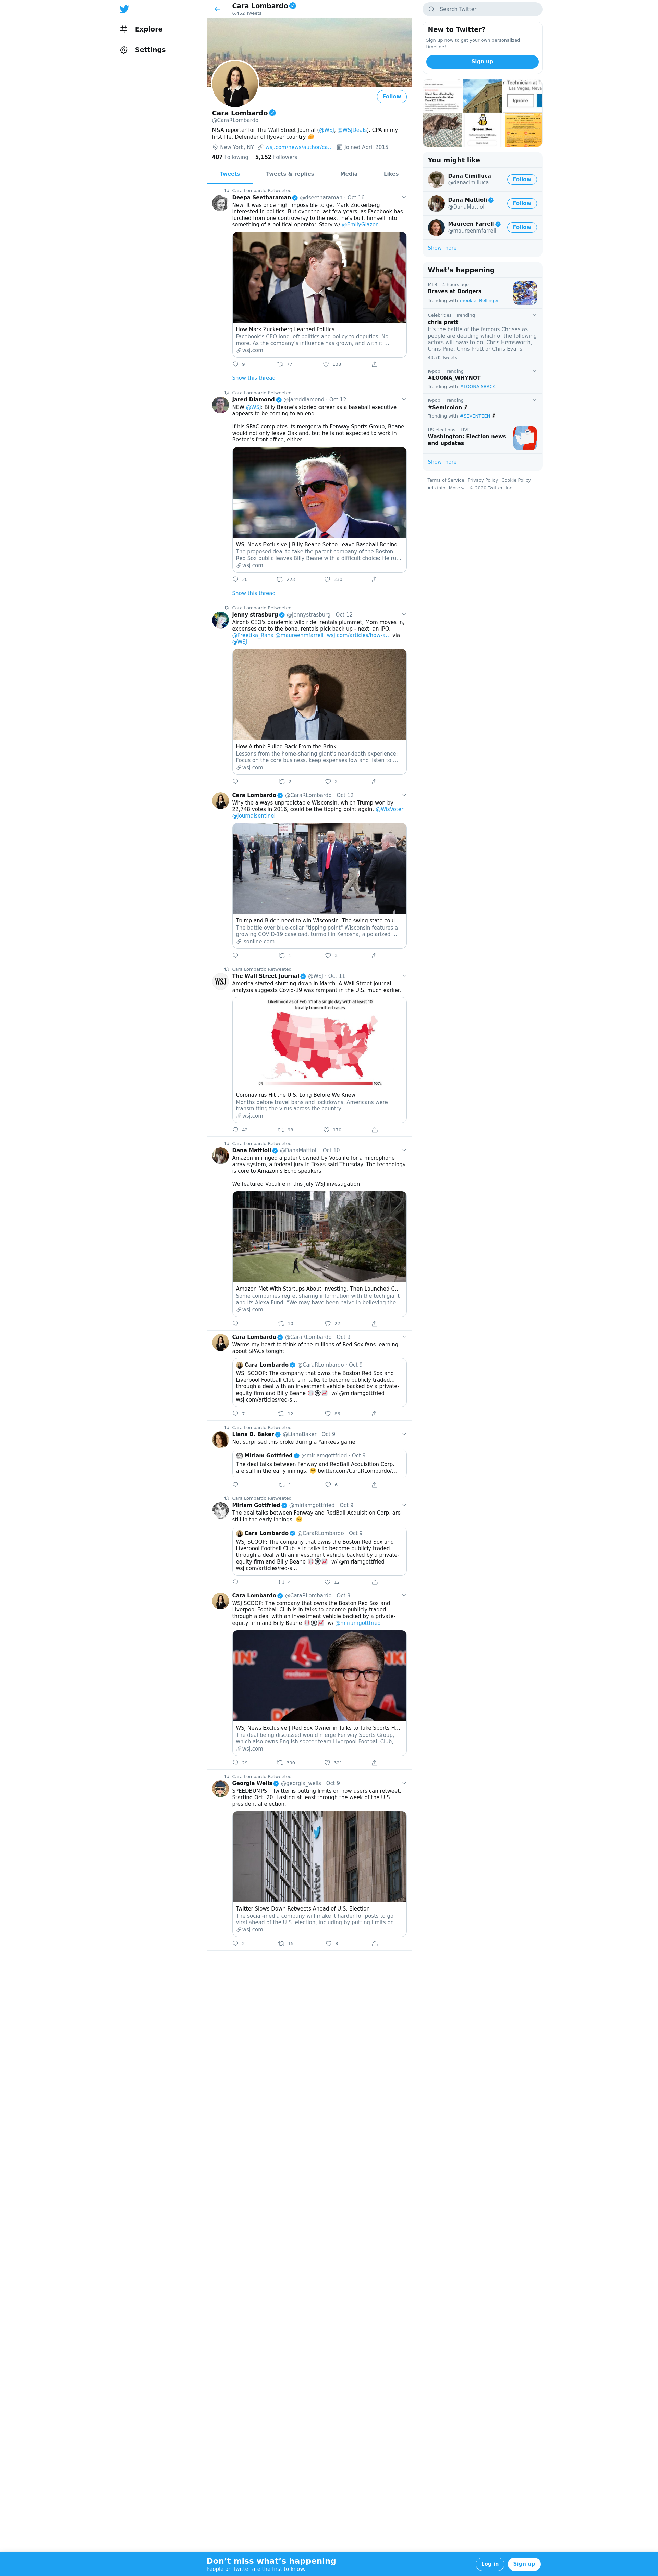 Explore
Settings
Cara Lombardo
6,452 Tweets
Follow
Cara Lombardo
@CaraRLombardo
M&A reporter for The Wall Street Journal (@WSJ, @WSJDeals). CPA in my
first life. Defender of flyover country 🧀
New York, NY wsj.com/news/author/ca... Joined April 2015
407 Following 5,152 Followers
Tweets Tweets & replies Media Likes
Cara Lombardo Retweeted
Deepa Seetharaman @dseetharaman · Oct 16
New: It was once nigh impossible to get Mark Zuckerberg
interested in politics. But over the last few years, as Facebook has
lurched from one controversy to the next, he's built himself into
something of a political operator. Story w/ @EmilyGlazer.
How Mark Zuckerberg Learned Politics
Facebook's CEO long left politics and policy to deputies. No
more. As the company's influence has grown, and with it ...
wsj.com
9 77 138
Show this thread
Cara Lombardo Retweeted
Jared Diamond @jareddiamond · Oct 12
NEW @WSJ: Billy Beane's storied career as a baseball executive
appears to be coming to an end.
If his SPAC completes its merger with Fenway Sports Group, Beane
would not only leave Oakland, but he is not expected to work in
Boston's front office, either.
WSJ News Exclusive | Billy Beane Set to Leave Baseball Behind...
The proposed deal to take the parent company of the Boston
Red Sox public leaves Billy Beane with a difficult choice: He ru...
wsj.com
20 223 330
Show this thread
Cara Lombardo Retweeted
jenny strasburg @jennystrasburg · Oct 12
Airbnb CEO's pandemic wild ride: rentals plummet, Mom moves in,
expenses cut to the bone, rentals pick back up - next, an IPO.
@Preetika_Rana @maureenmfarrell wsj.com/articles/how-a... via
@WSJ
How Airbnb Pulled Back From the Brink
Lessons from the home-sharing giant's near-death experience:
Focus on the core business, keep expenses low and listen to ...
wsj.com
2 2
Cara Lombardo @CaraRLombardo · Oct 12
Why the always unpredictable Wisconsin, which Trump won by
22,748 votes in 2016, could be the tipping point again. @WisVoter
@journalsentinel
Trump and Biden need to win Wisconsin. The swing state coul...
The battle over blue-collar "tipping point" Wisconsin features a
growing COVID-19 caseload, turmoil in Kenosha, a polarized ...
jsonline.com
1 3
Cara Lombardo Retweeted
WSJ
The Wall Street Journal @WSJ · Oct 11
America started shutting down in March. A Wall Street Journal
analysis suggests Covid-19 was rampant in the U.S. much earlier.
Likelihood as of Feb. 21 of a single day with at least 10
locally transmitted cases
0% 100%
Coronavirus Hit the U.S. Long Before We Knew
Months before travel bans and lockdowns, Americans were
transmitting the virus across the country
wsj.com
42 98 170
Cara Lombardo Retweeted
Dana Mattioli @DanaMattioli · Oct 10
Amazon infringed a patent owned by Vocalife for a microphone
array system, a federal jury in Texas said Thursday. The technology
is core to Amazon's Echo speakers.
We featured Vocalife in this July WSJ investigation:
Amazon Met With Startups About Investing, Then Launched C...
Some companies regret sharing information with the tech giant
and its Alexa Fund. "We may have been naive in believing the...
wsj.com
22
Cara Lombardo @CaraRLombardo · Oct 9
Warms my heart to think of the millions of Red Sox fans learning
about SPACs tonight.
Cara Lombardo @CaraRLombardo · Oct 9
WSJ SCOOP: The company that owns the Boston Red Sox and
Liverpool Football Club is in talks to become publicly traded...
through a deal with an investment vehicle backed by a private-
equity firm and Billy Beane ⚾⚽📈 w/ @miriamgottfried
wsj.com/articles/red-s...
7 12
Cara Lombardo Retweeted
Liana B. Baker @LianaBaker · Oct 9
Not surprised this broke during a Yankees game
Miriam Gottfried @miriamgottfried · Oct 9
The deal talks between Fenway and RedBall Acquisition Corp.
are still in the early innings. twitter.com/CaraRLombardo/...
1 6
Cara Lombardo Retweeted
Miriam Gottfried @miriamgottfried · Oct 9
The deal talks between Fenway and RedBall Acquisition Corp. are
still in the early innings.
Cara Lombardo @CaraRLombardo · Oct 9
WSJ SCOOP: The company that owns the Boston Red Sox and
Liverpool Football Club is in talks to become publicly traded...
through a deal with an investment vehicle backed by a private-
equity firm and Billy Beane ⚾⚽📈 w/ @miriamgottfried
wsj.com/articles/red-s...
4 12
Cara Lombardo @CaraRLombardo · Oct 9
WSJ SCOOP: The company that owns the Boston Red Sox and
Liverpool Football Club is in talks to become publicly traded...
through a deal with an investment vehicle backed by a private-
equity firm and Billy Beane ⚾⚽📈 w/ @miriamgottfried
redsox
WSJ News Exclusive | Red Sox Owner in Talks to Take Sports H...
The deal being discussed would merge Fenway Sports Group,
which also owns English soccer team Liverpool Football Club, ...
wsj.com
29 390 321
Cara Lombardo Retweeted
Georgia Wells @georgia_wells · Oct 9
SPEEDBUMPS!! Twitter is putting limits on how users can retweet.
Starting Oct. 20. Lasting at least through the week of the U.S.
presidential election.
Twitter Slows Down Retweets Ahead of U.S. Election
The social-media company will make it harder for posts to go
viral ahead of the U.S. election, including by putting limits on ...
wsj.com
2 15 8
Search Twitter
New to Twitter?
Sign up now to get your own personalized
timeline!
Sign up
n Technician at T.
Las Vegas, Neva
Ignore
Queen Bee
You might like
Dana Cimilluca
@danacimilluca
Follow
Dana Mattioli
@DanaMattioli
Follow
Maureen Farrell
@maureenmfarrell
Follow
Show more
What's happening
MLB · 4 hours ago
Braves at Dodgers
Trending with mookie, Bellinger
Celebrities · Trending
chris pratt
It's the battle of the famous Chrises as
people are deciding which of the following
actors will have to go: Chris Hemsworth,
Chris Pine, Chris Pratt or Chris Evans
43.7K Tweets
K-pop · Trending
#LOONA_WHYNOT
Trending with #LOONAISBACK
K-pop · Trending
#Semicolon
Trending with #SEVENTEEN
US elections · LIVE
Washington: Election news
and updates
Show more
Terms of Service Privacy Policy Cookie Policy
Ads info More © 2020 Twitter, Inc.
Don't miss what's happening
People on Twitter are the first to know.
Log in Sign up